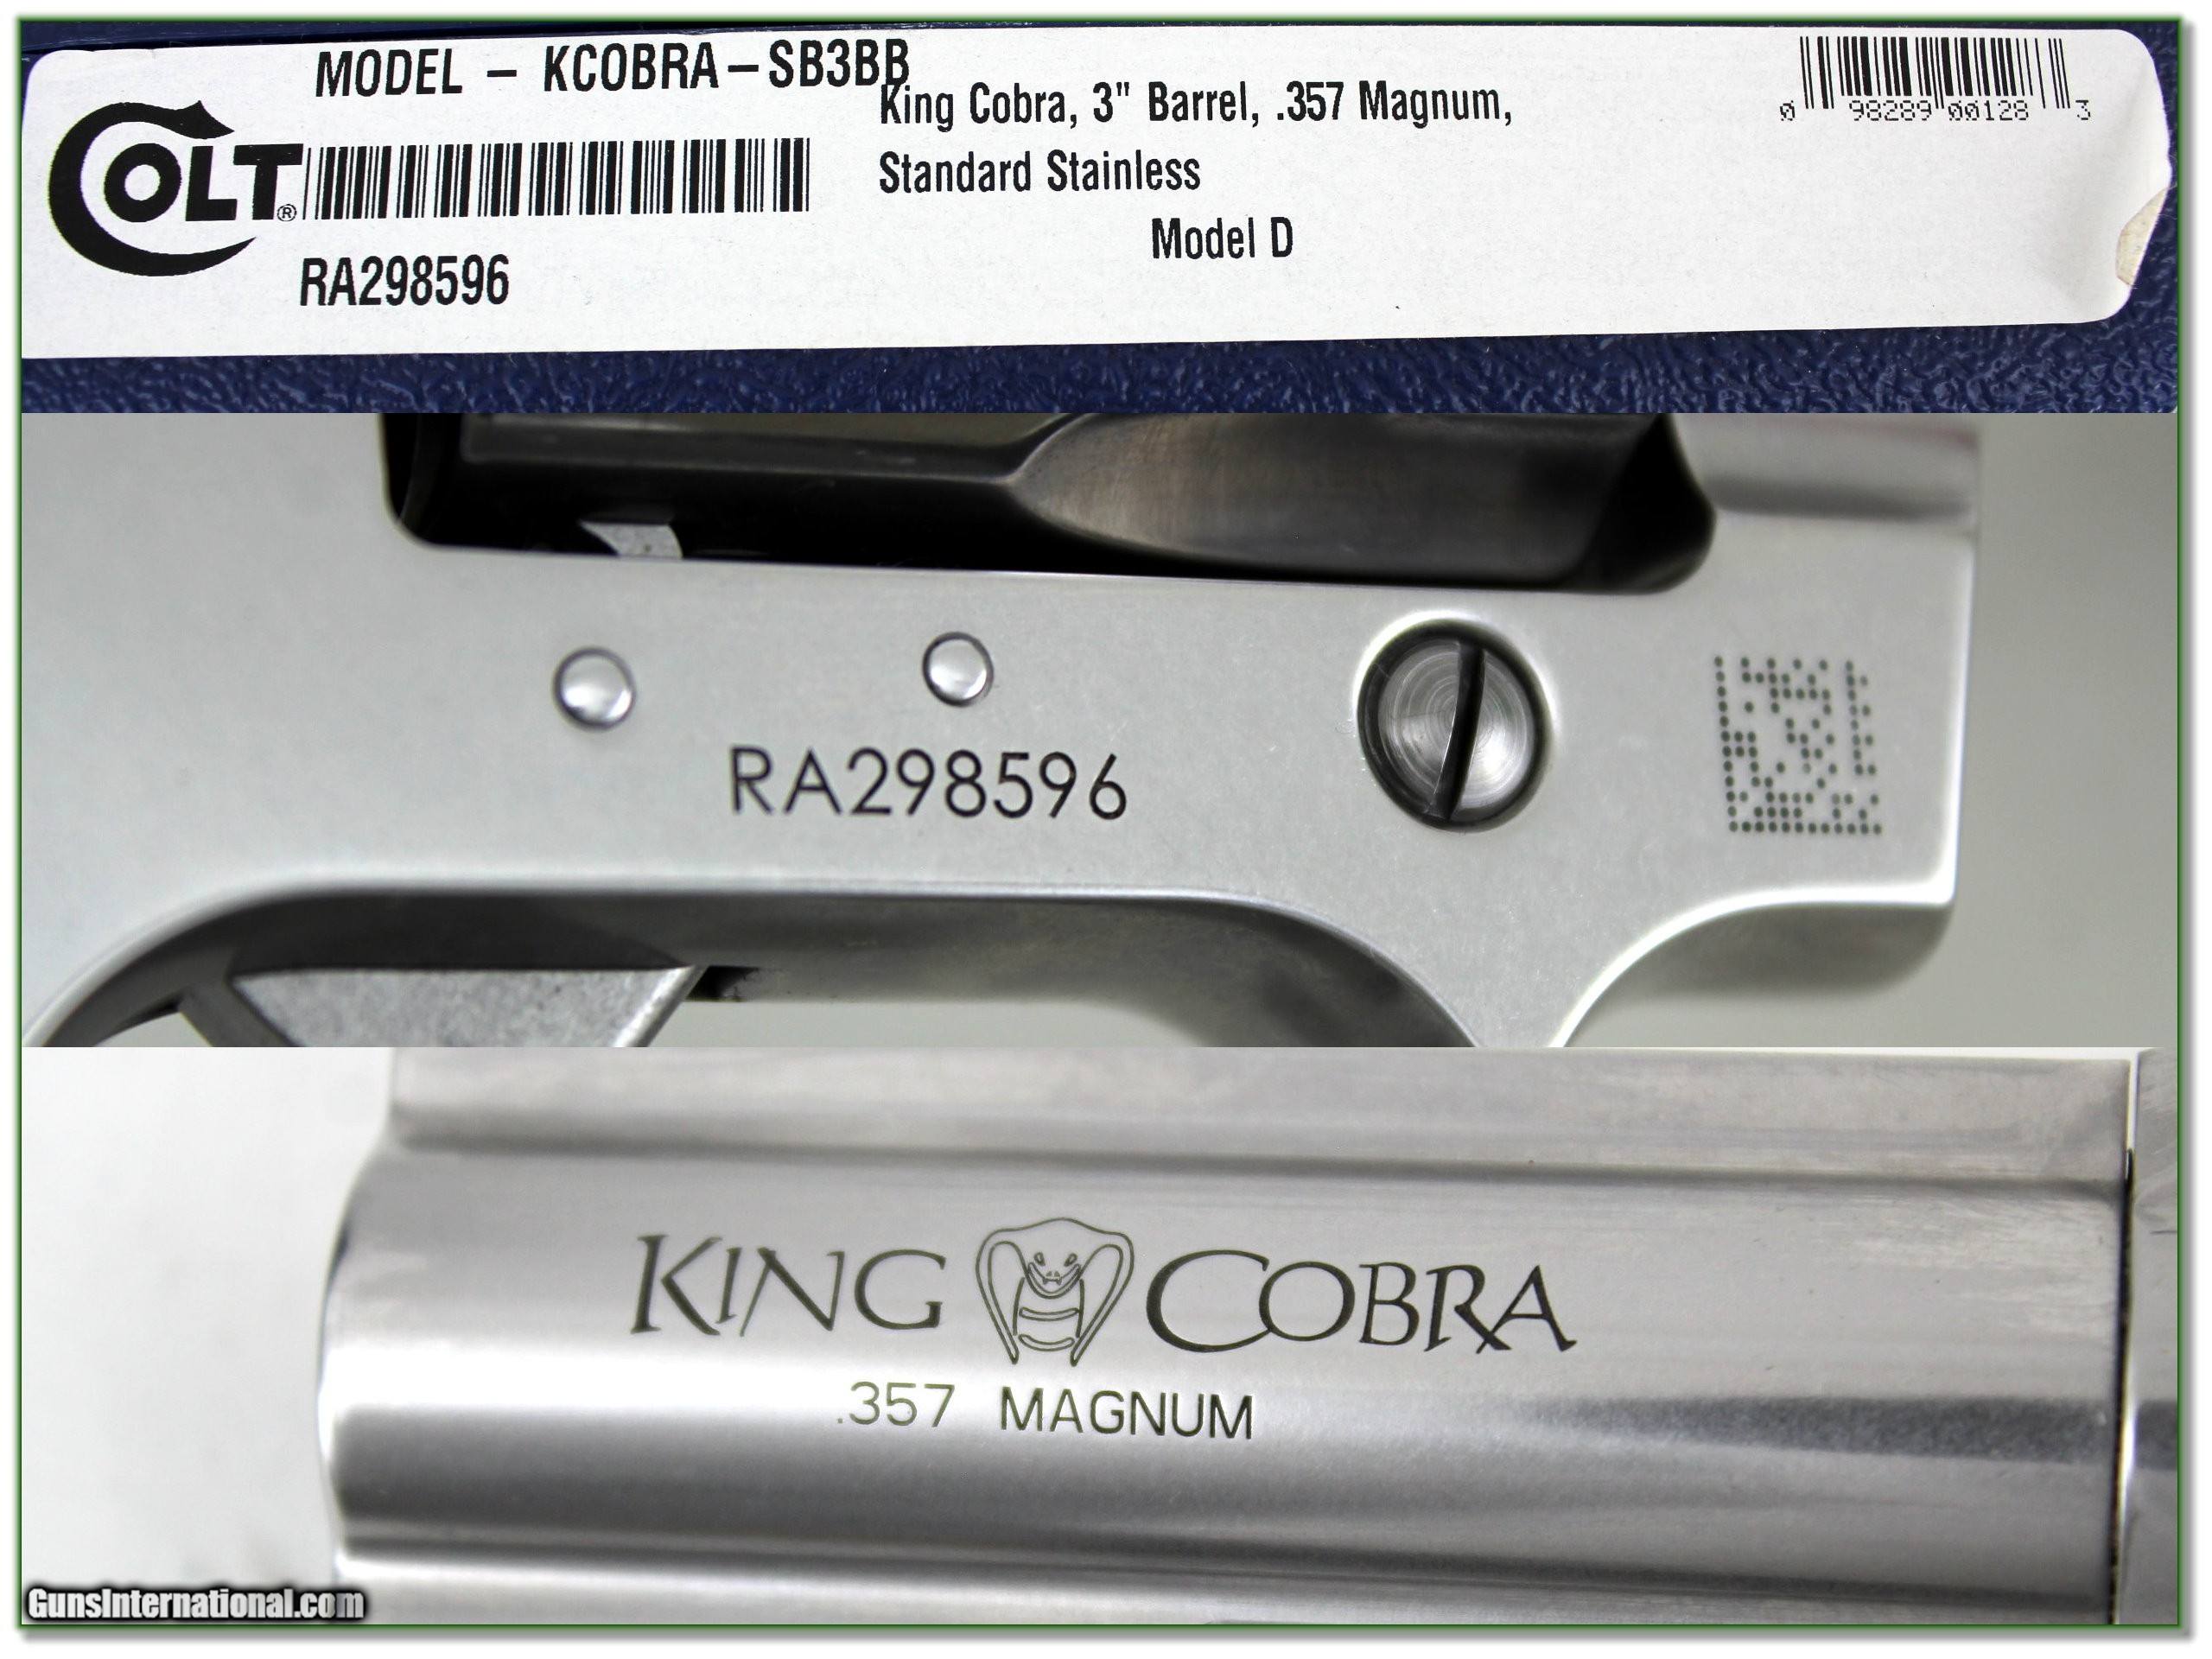 MODEL – KCOBRA–SB3BB
King Cobra, 3" Barrel, .357 Magnum,
Standard Stainless
Model D
COLT®
RA298596
0 98289 00128 3
RA298596
KING COBRA
.357 MAGNUM
GunsInternational.com